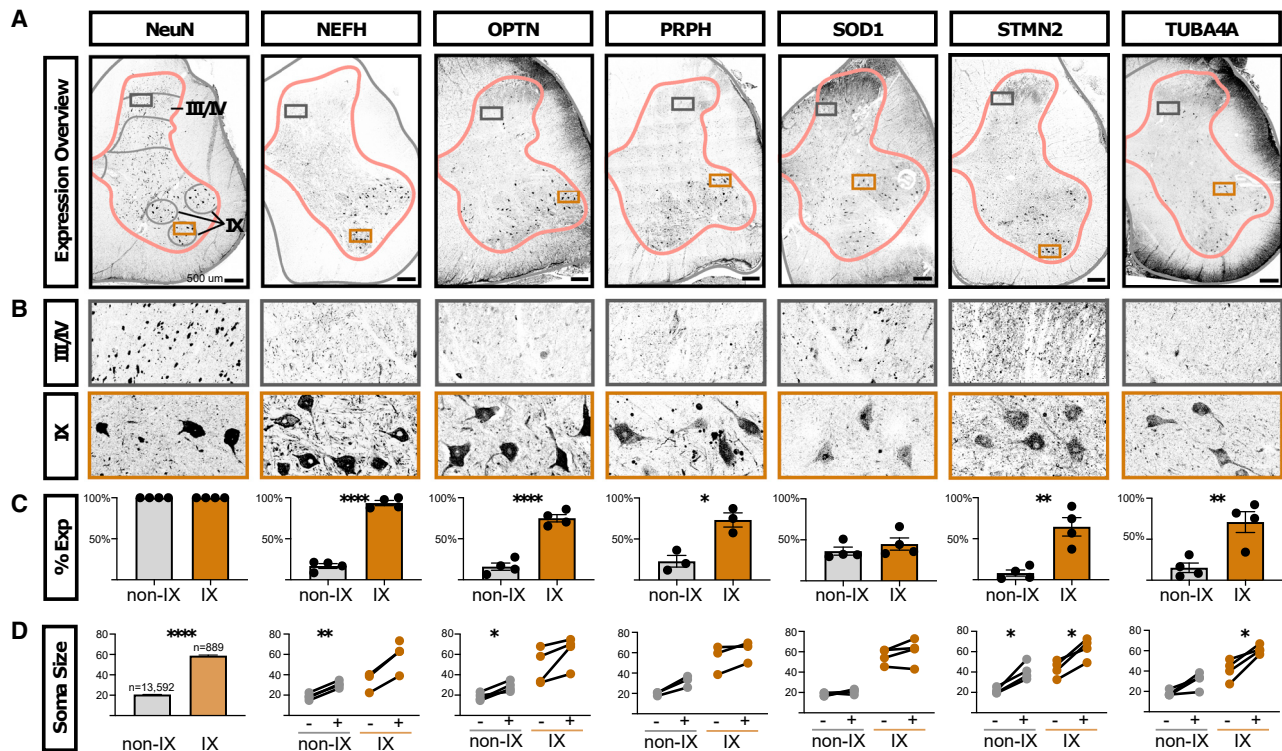 A
NeuN NEFH OPTN PRPH SOD1 STMN2 TUBA4A
Expression Overview
III/IV
IX
500 um
B
III/IV
IX
C
% Exp
100% 100% 100% 100% 100% 100% 100%
50% 50% 50% 50% 50% 50% 50%
**** **** * ** **
non-IX IX non-IX IX non-IX IX non-IX IX non-IX IX non-IX IX non-IX IX
D
Soma Size
80 80 80 80 80 80 80
60 60 60 60 60 60 60
40 40 40 40 40 40 40
20 20 20 20 20 20 20
**** ** * * * *
n=13,592 n=889
- + - + - + - + - + - + - + - + - + - + - + - +
non-IX IX non-IX IX non-IX IX non-IX IX non-IX IX non-IX IX non-IX IX